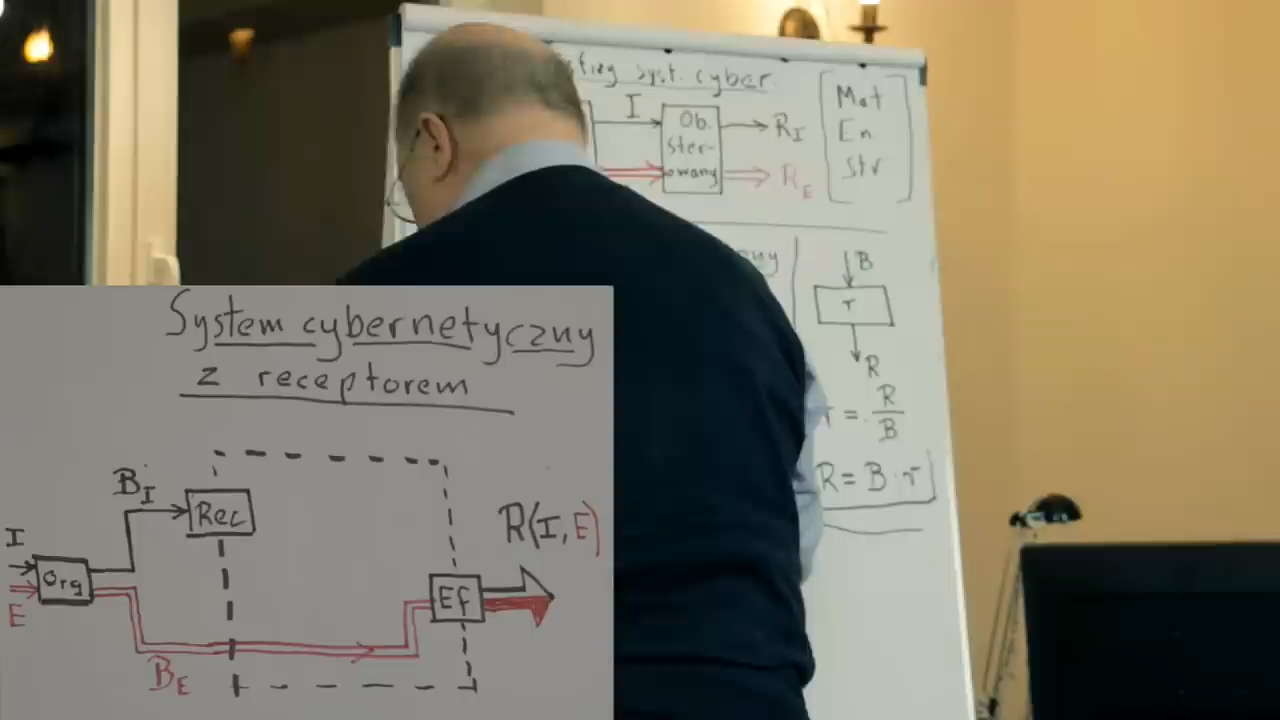 syst. cyber.
I
Ob
ster-
owany
R_I
R_E
Mat
En
Str
B
r
R
r = R/B
R = B · r
System cybernetyczny
z receptorem
B_I
Rec
I
Org
E
B_E
Ef
R(I, E)